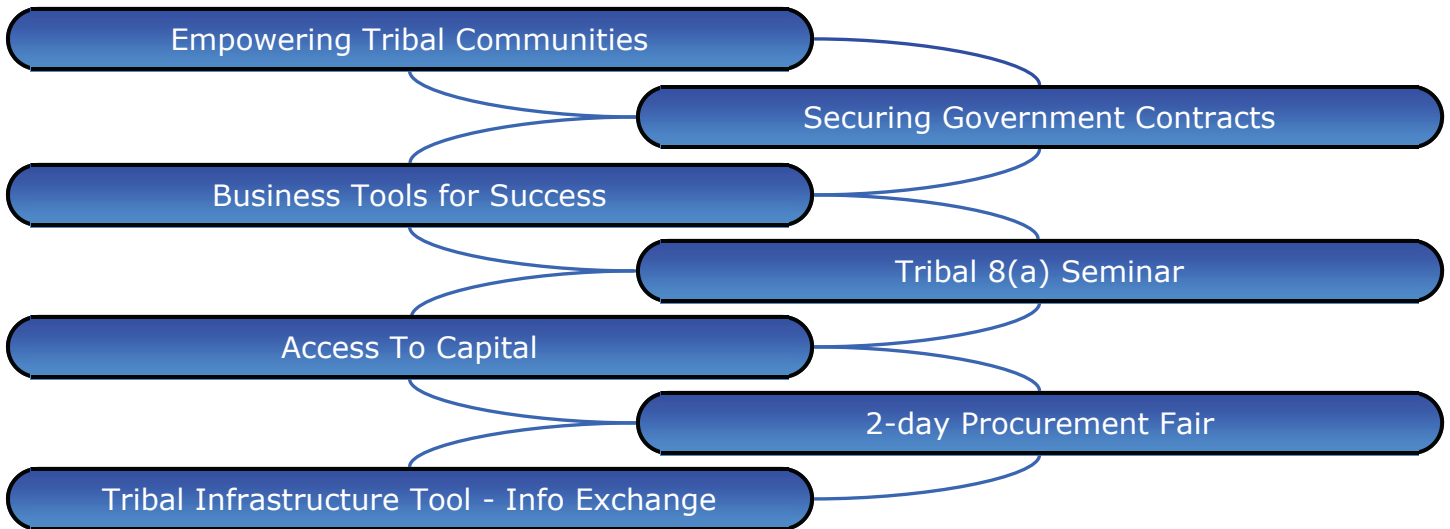 Empowering Tribal Communities
Securing Government Contracts
Business Tools for Success
Tribal 8(a) Seminar
Access To Capital
2-day Procurement Fair
Tribal Infrastructure Tool - Info Exchange